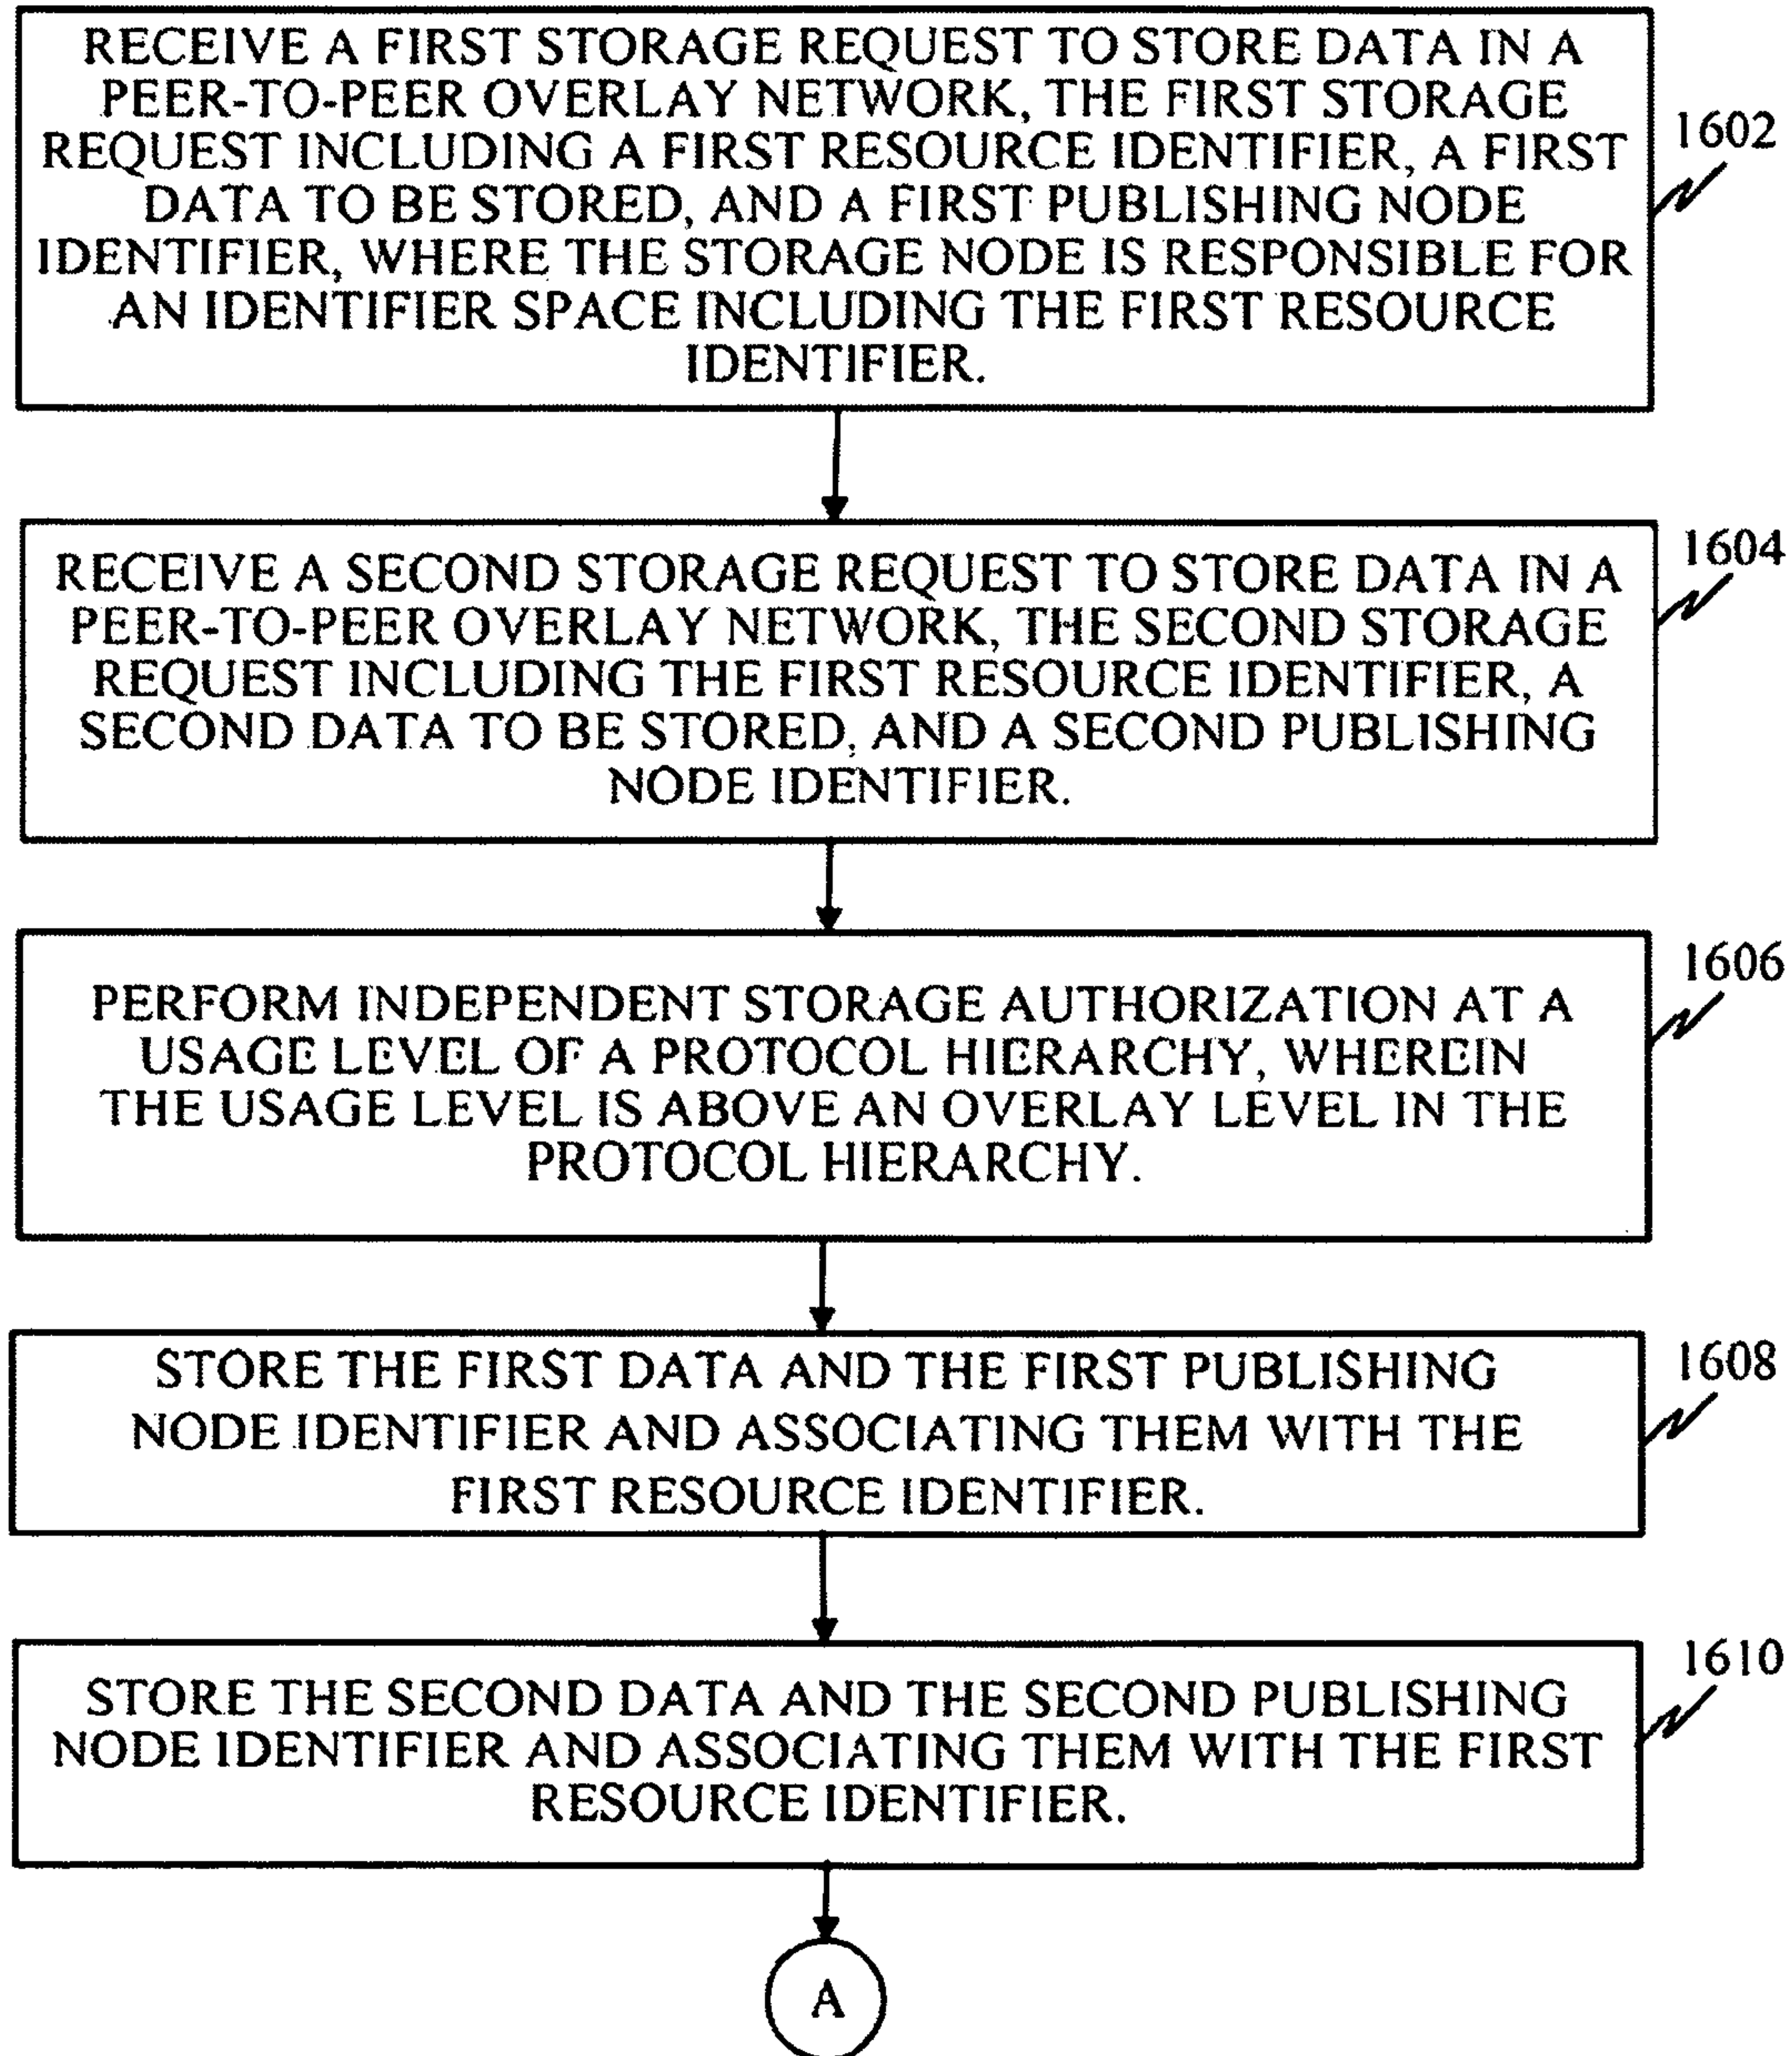 RECEIVE A FIRST STORAGE REQUEST TO STORE DATA IN A
PEER-TO-PEER OVERLAY NETWORK, THE FIRST STORAGE
REQUEST INCLUDING A FIRST RESOURCE IDENTIFIER, A FIRST
DATA TO BE STORED, AND A FIRST PUBLISHING NODE
IDENTIFIER, WHERE THE STORAGE NODE IS RESPONSIBLE FOR
AN IDENTIFIER SPACE INCLUDING THE FIRST RESOURCE
IDENTIFIER.
1602
RECEIVE A SECOND STORAGE REQUEST TO STORE DATA IN A
PEER-TO-PEER OVERLAY NETWORK, THE SECOND STORAGE
REQUEST INCLUDING THE FIRST RESOURCE IDENTIFIER, A
SECOND DATA TO BE STORED, AND A SECOND PUBLISHING
NODE IDENTIFIER.
1604
PERFORM INDEPENDENT STORAGE AUTHORIZATION AT A
USAGE LEVEL OF A PROTOCOL HIERARCHY, WHEREIN
THE USAGE LEVEL IS ABOVE AN OVERLAY LEVEL IN THE
PROTOCOL HIERARCHY.
1606
STORE THE FIRST DATA AND THE FIRST PUBLISHING
NODE IDENTIFIER AND ASSOCIATING THEM WITH THE
FIRST RESOURCE IDENTIFIER.
1608
STORE THE SECOND DATA AND THE SECOND PUBLISHING
NODE IDENTIFIER AND ASSOCIATING THEM WITH THE FIRST
RESOURCE IDENTIFIER.
1610
A